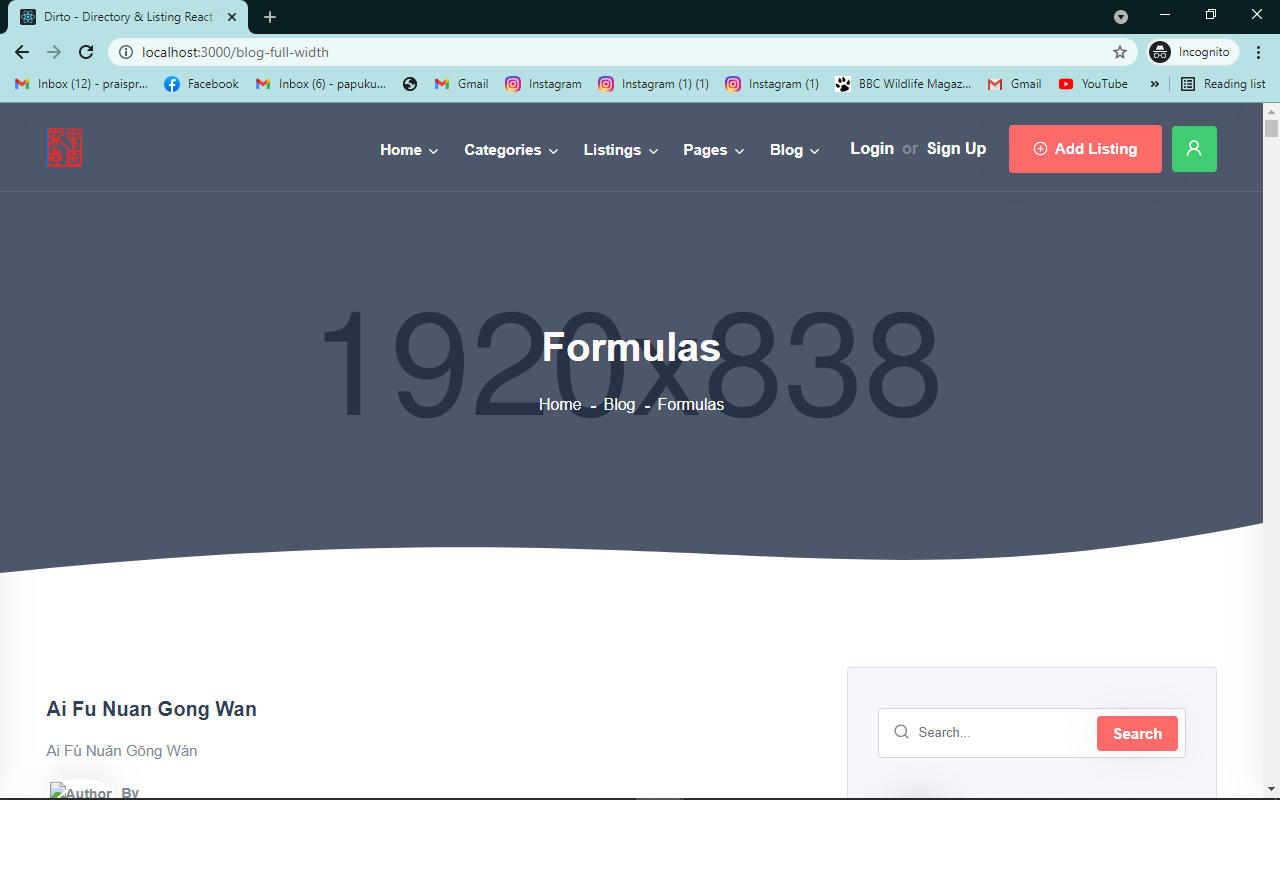 Dirto - Directory & Listing React
localhost:3000/blog-full-width
Incognito
Inbox (12) - praispr... Facebook Inbox (6) - papuku... Gmail Instagram Instagram (1) (1) Instagram (1) BBC Wildlife Magaz... Gmail YouTube » Reading list
Home Categories Listings Pages Blog Login or Sign Up Add Listing
1920x838
Formulas
Home - Blog - Formulas
Ai Fu Nuan Gong Wan
Ai Fù Nuǎn Gōng Wán
Author By
Search... Search